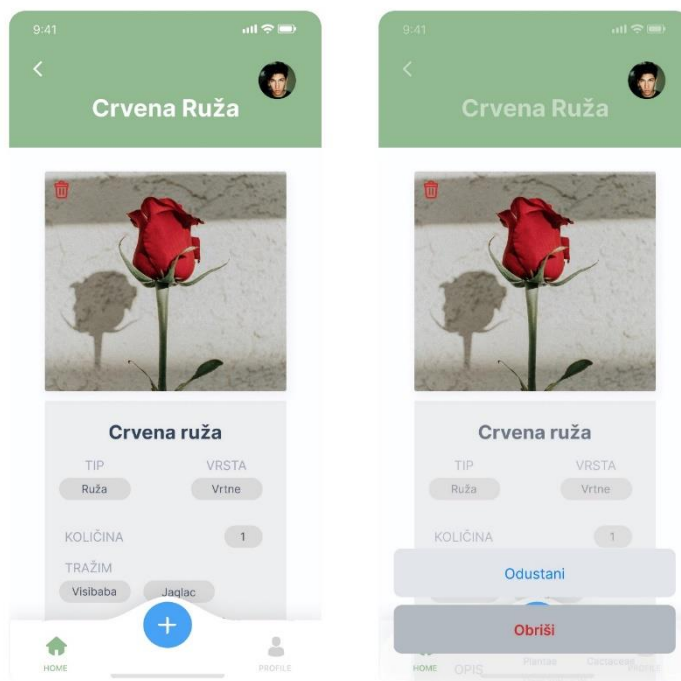 9:41
Crvena Ruža
Crvena ruža
TIP VRSTA
Ruža Vrtne
KOLIČINA 1
TRAŽIM
Visibaba Jaglac
HOME PROFILE
9:41
Crvena Ruža
Crvena ruža
TIP VRSTA
Ruža Vrtne
KOLIČINA 1
Odustani
Obriši
HOME OPIS Plantae